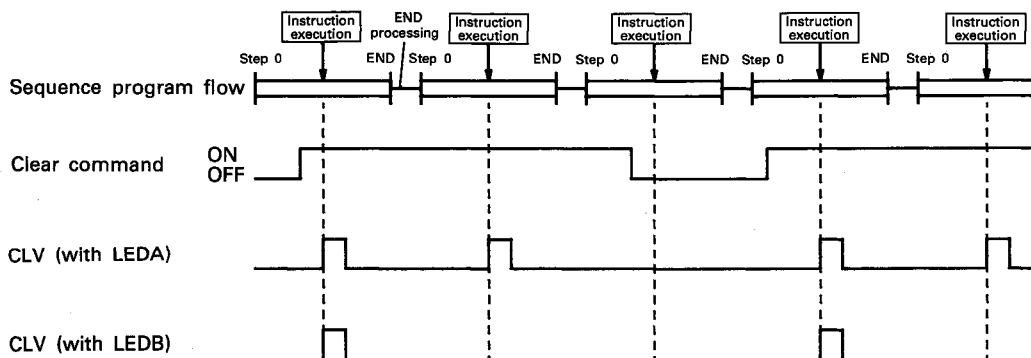 Instruction execution
END processing
Instruction execution
Instruction execution
Instruction execution
Instruction execution
Step 0
END
Step 0
END
Step 0
END
Step 0
END
Step 0
Sequence program flow
Clear command
ON
OFF
CLV (with LEDA)
CLV (with LEDB)